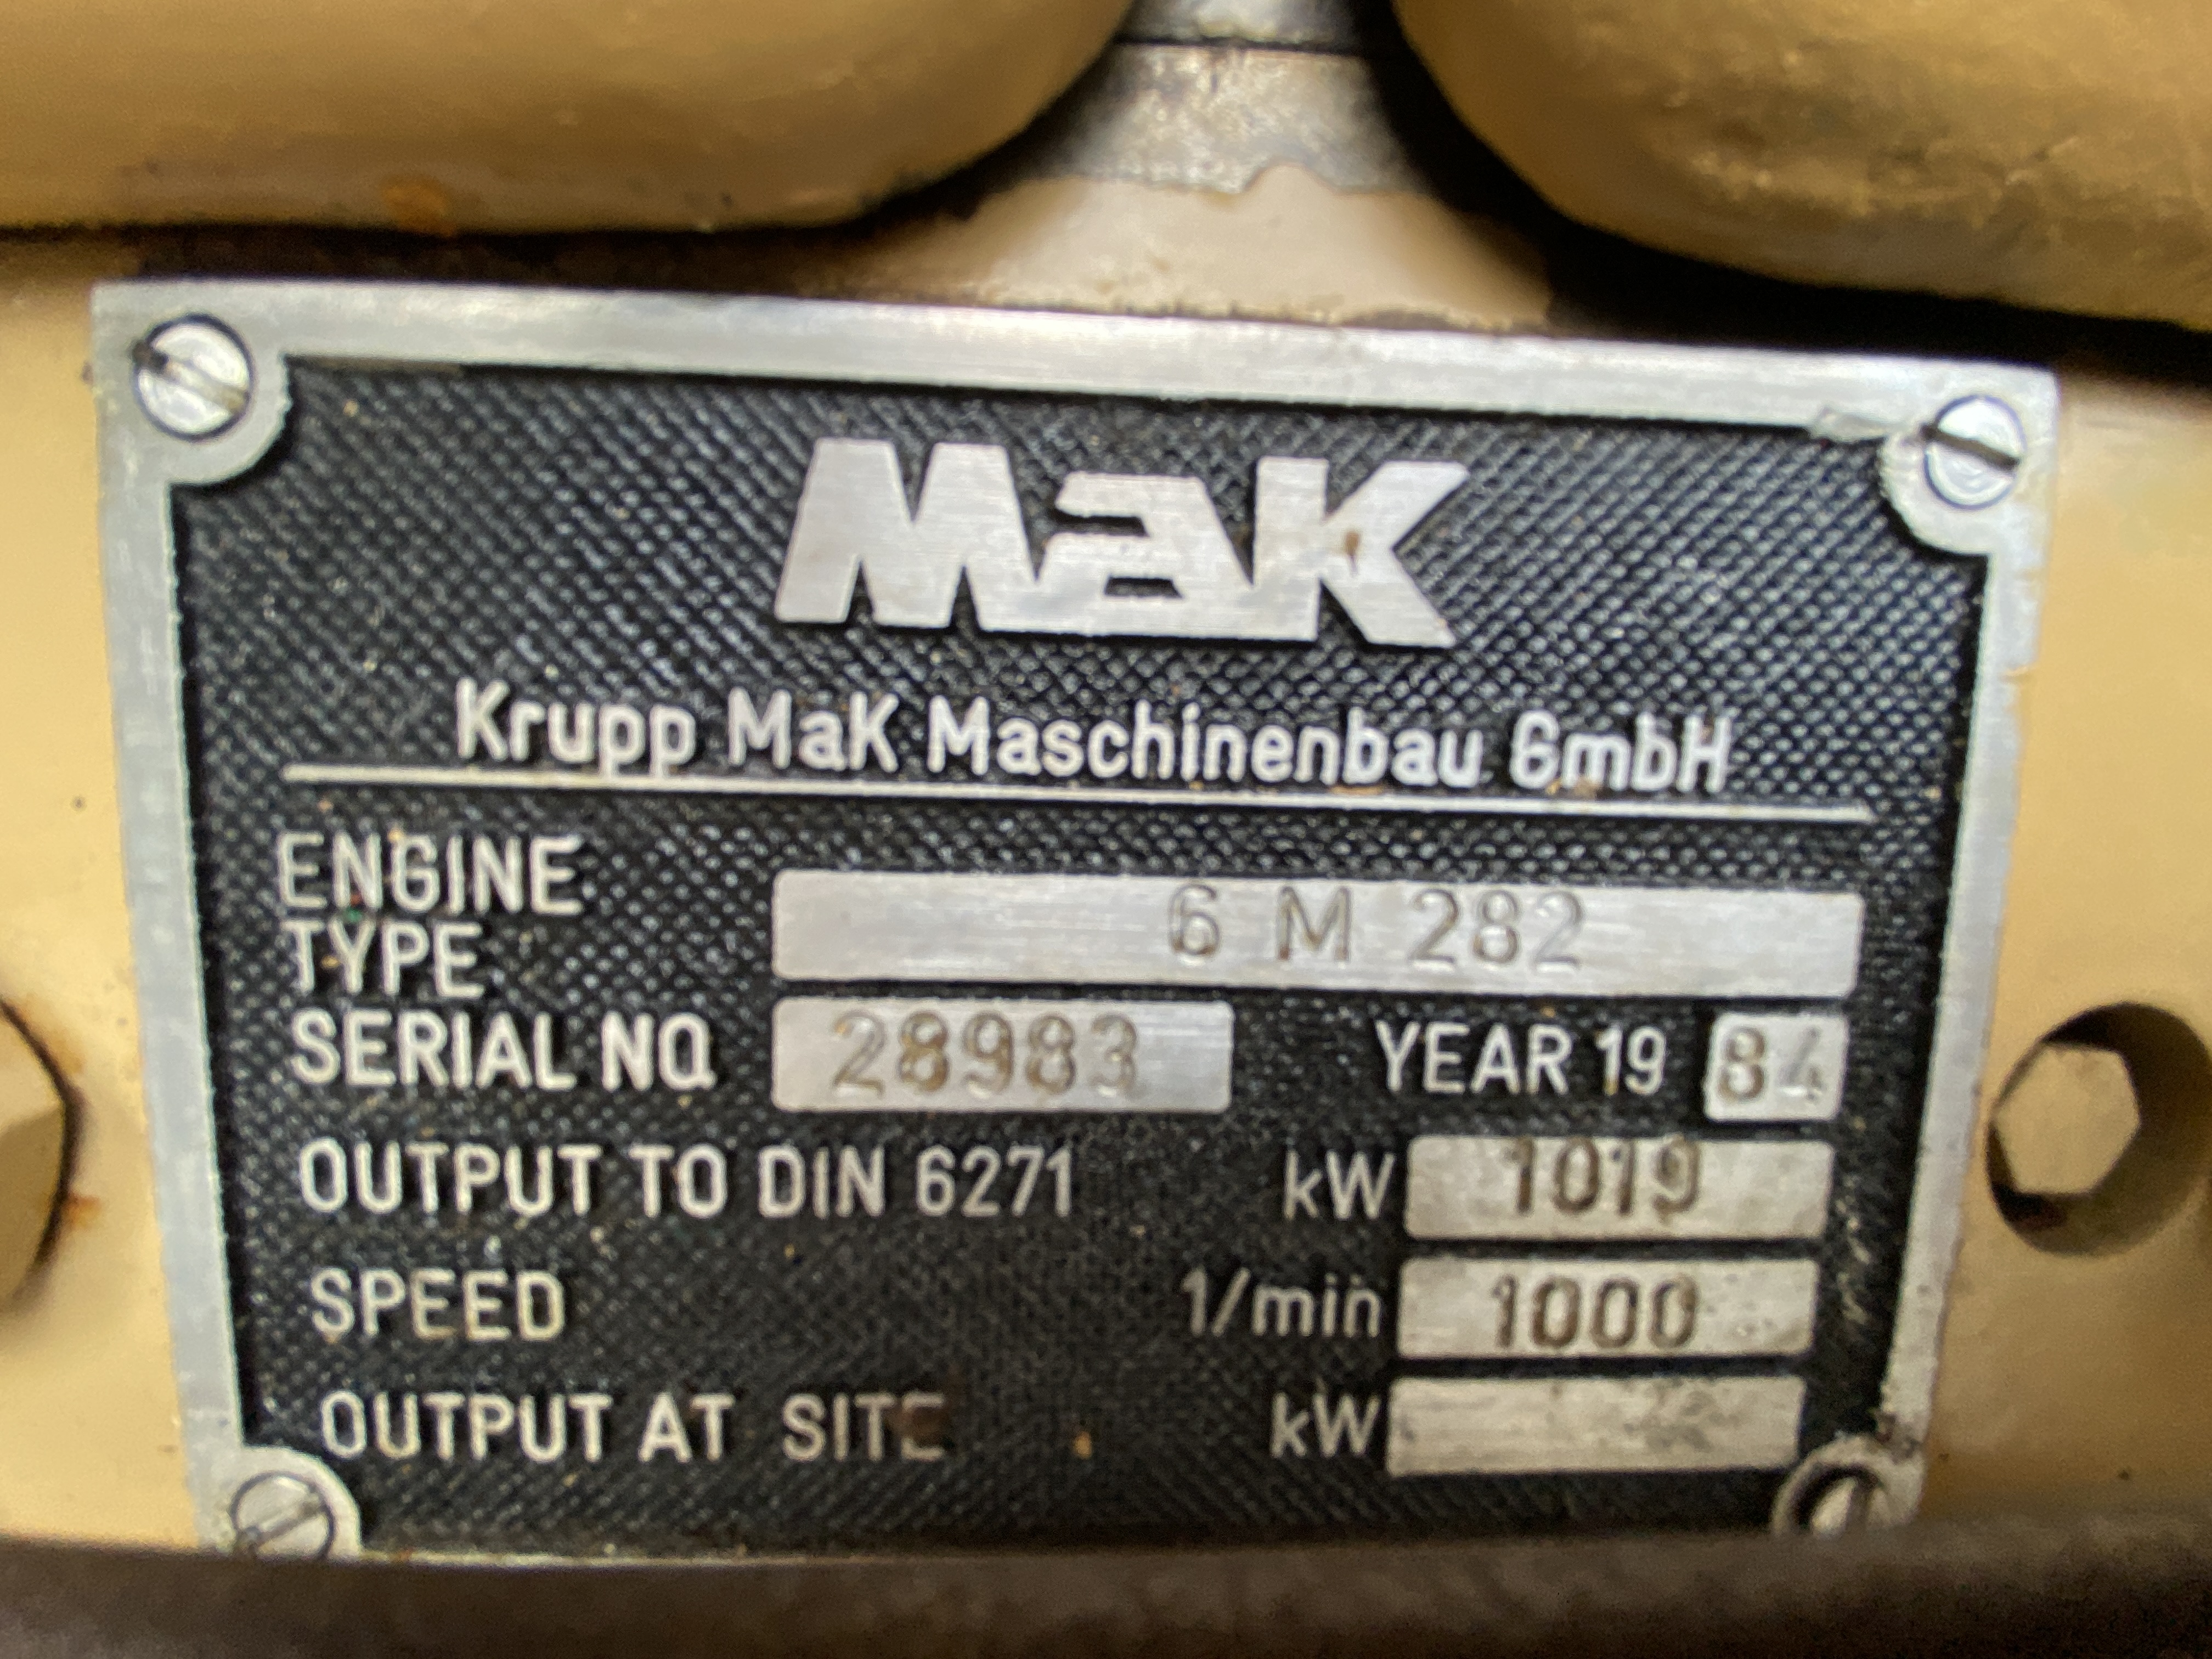 MaK
Krupp MaK Maschinenbau GmbH
ENGINE
TYPE 6 M 282
SERIAL NO 28983 YEAR 19 84
OUTPUT TO DIN 6271 kW 1019
SPEED 1/min 1000
OUTPUT AT SITE kW